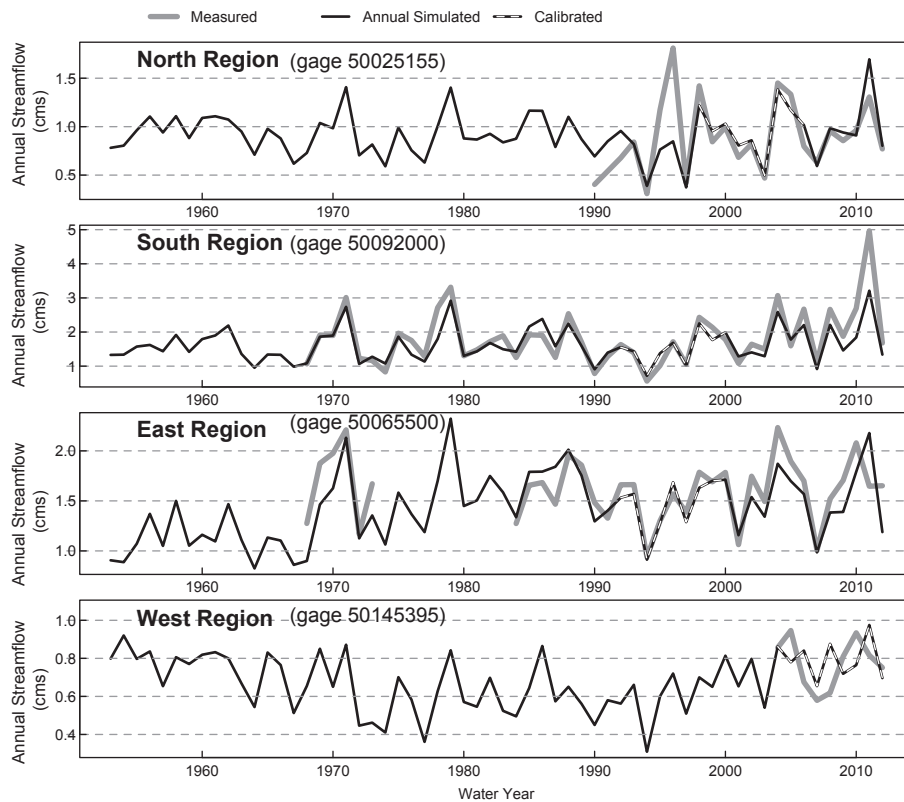 Measured Annual Simulated Calibrated
North Region (gage 50025155)
Annual Streamflow
(cms)
1.5
1.0
0.5
1960 1970 1980 1990 2000 2010
South Region (gage 50092000)
Annual Streamflow
(cms)
5
4
3
2
1
1960 1970 1980 1990 2000 2010
East Region (gage 50065500)
Annual Streamflow
(cms)
2.0
1.5
1.0
1960 1970 1980 1990 2000 2010
West Region (gage 50145395)
Annual Streamflow
(cms)
1.0
0.8
0.6
0.4
1960 1970 1980 1990 2000 2010
Water Year